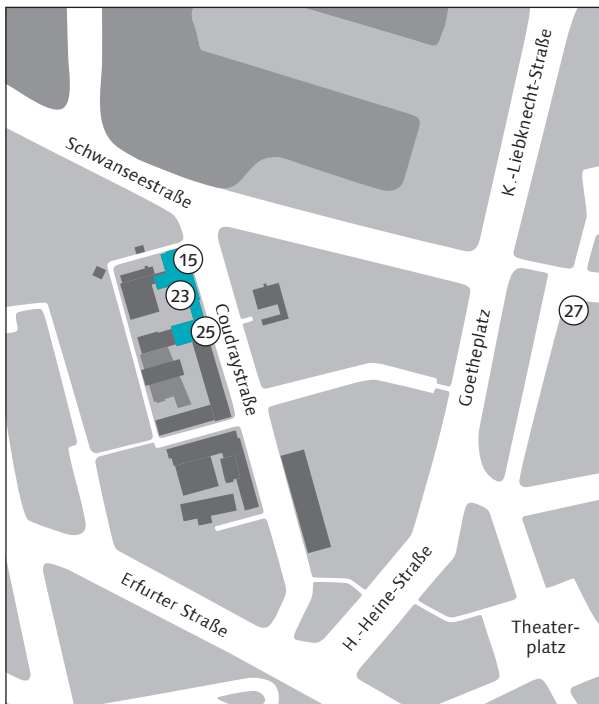 K.-Liebknecht-Straße
Schwanseestraße
15
23
25
27
Coudraystraße
Goetheplatz
H.-Heine-Straße
Erfurter Straße
Theater-
platz